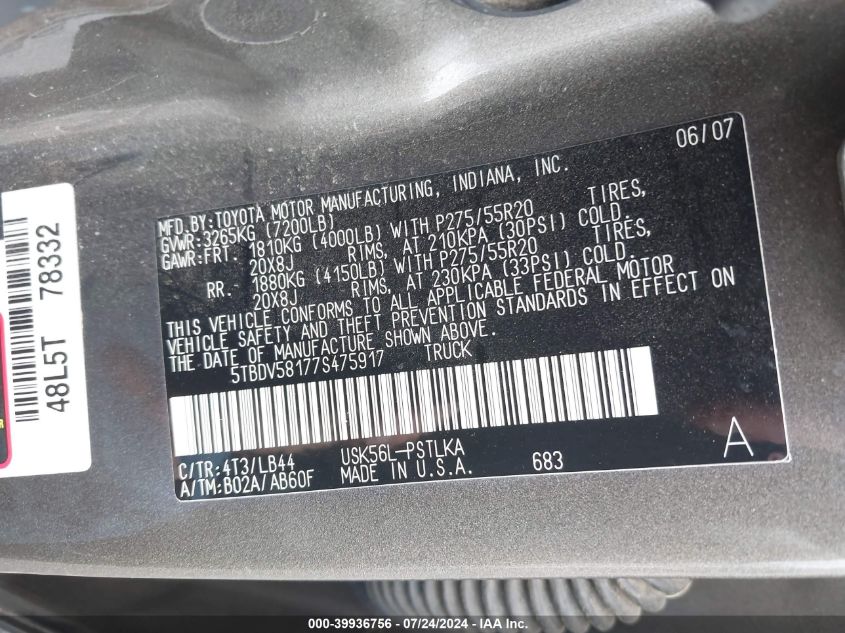 06/07
MFD.BY:TOYOTA MOTOR MANUFACTURING, INDIANA, INC.
GVWR:3265KG (7200LB)
GAWR:FRT. 1810KG (4000LB) WITH P275/55R20 TIRES,
20X8J RIMS, AT 210KPA (30PSI) COLD.
RR. 1880KG (4150LB) WITH P275/55R20 TIRES,
20X8J RIMS, AT 230KPA (33PSI) COLD.
THIS VEHICLE CONFORMS TO ALL APPLICABLE FEDERAL MOTOR
VEHICLE SAFETY AND THEFT PREVENTION STANDARDS IN EFFECT ON
THE DATE OF MANUFACTURE SHOWN ABOVE.
5TBDV58177S475917 TRUCK
C/TR:4T3/LB44 USK56L-PSTLKA
A/TM:B02A/AB60F MADE IN U.S.A. 683
A
48L5T 78332
000-39936756 / 07/24/2024 / IAA Inc.